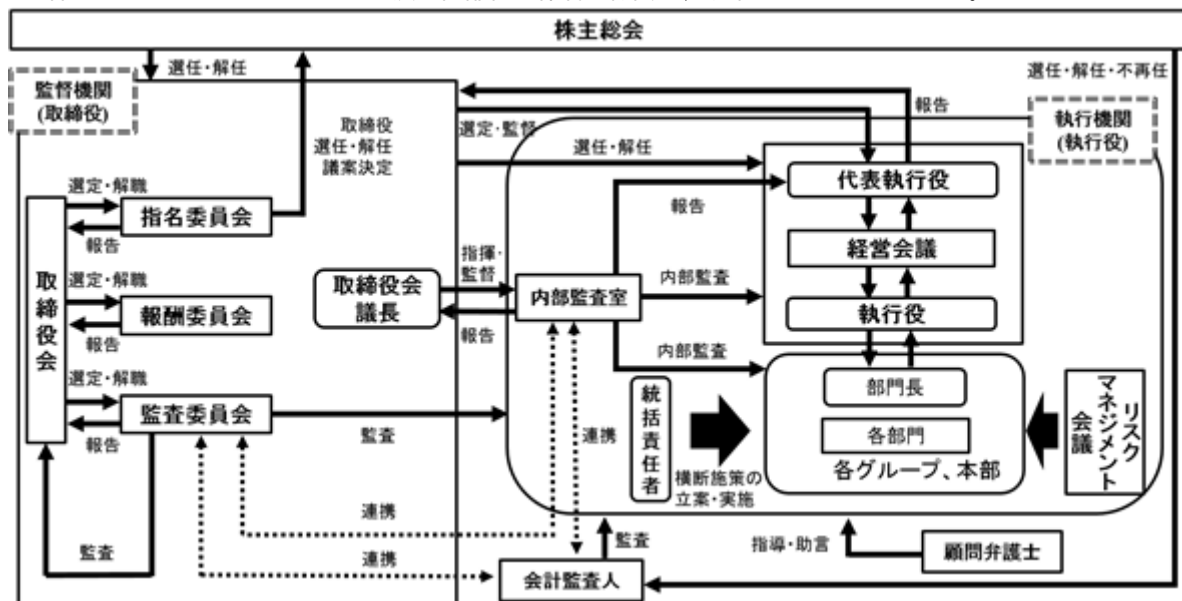 株主総会
選任・解任
選任・解任・不再任
監督機関
(取締役)
執行機関
(執行役)
報告
取締役
選任・解任
議案決定
選定・監督
選任・解任
代表執行役
選定・解職
指名委員会
報告
報告
経営会議
指揮・
監督
取締役会
選定・解職
報酬委員会
報告
取締役会
議長
内部監査室
内部監査
執行役
報告
内部監査
選定・解職
監査委員会
報告
監査
連携
統括責任者
部門長
各部門
各グループ、本部
リスク
マネジメント
会議
横断施策の
立案・実施
連携
連携
監査
監査
指導・助言
顧問弁護士
会計監査人